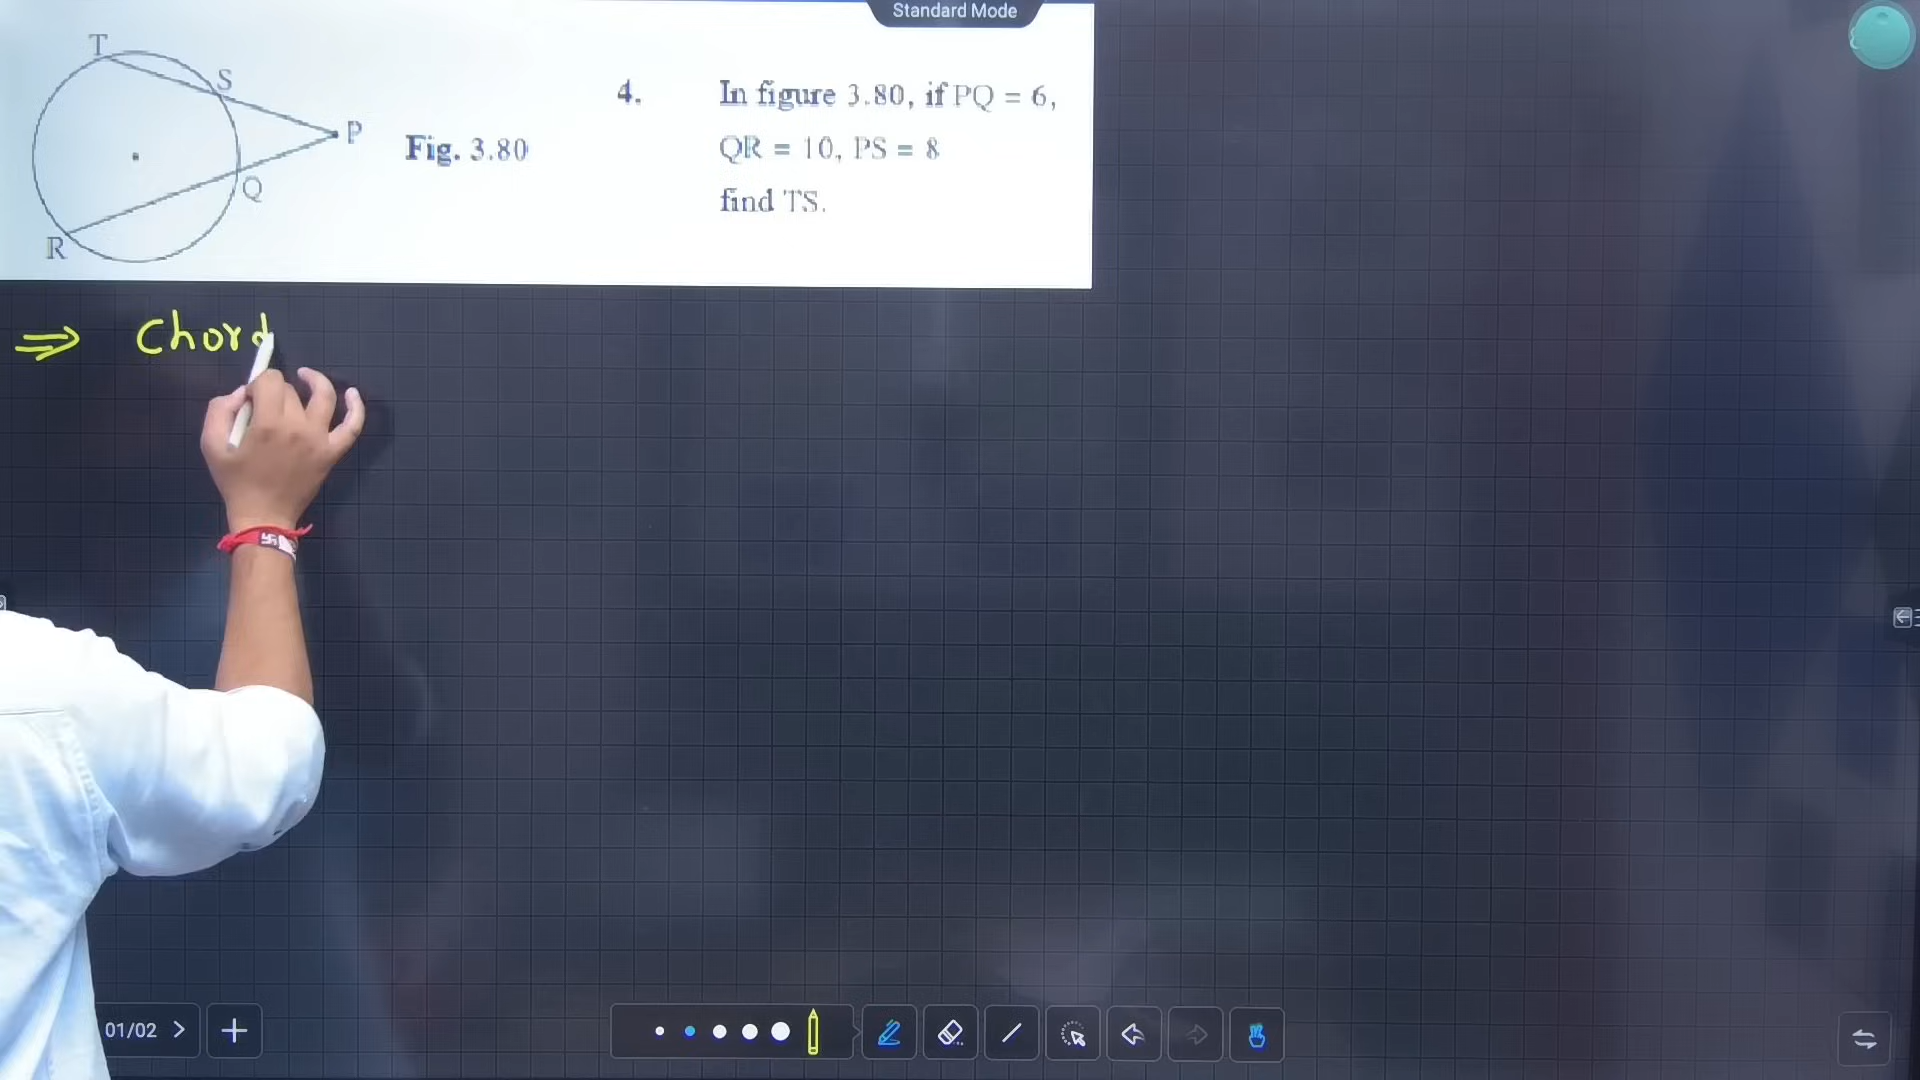 Standard Mode
T
S
P
Q
R
Fig. 3.80
4. In figure 3.80, if PQ = 6,
QR = 10, PS = 8
find TS.
⇒ Chord
01/02